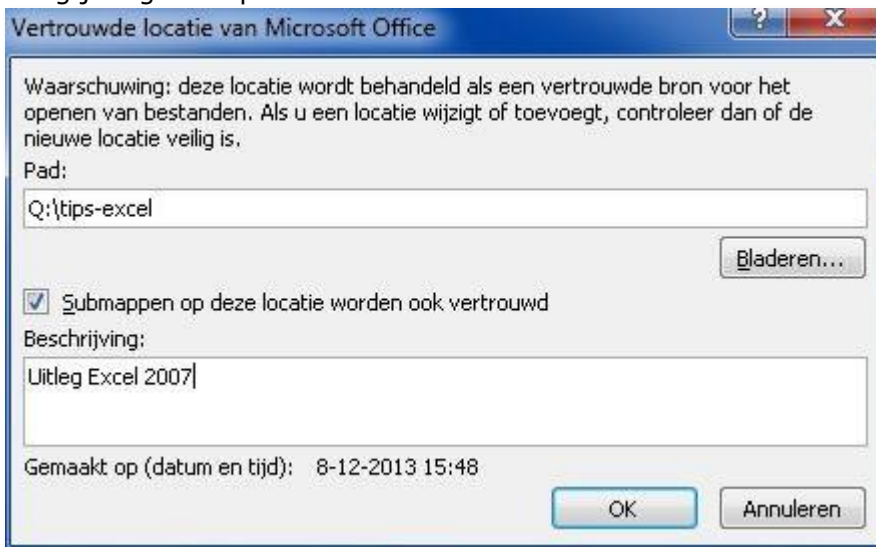 Vertrouwde locatie van Microsoft Office
Waarschuwing: deze locatie wordt behandeld als een vertrouwde bron voor het
openen van bestanden. Als u een locatie wijzigt of toevoegt, controleer dan of de
nieuwe locatie veilig is.
Pad:
Q:\tips-excel
Bladeren...
Submappen op deze locatie worden ook vertrouwd
Beschrijving:
Uitleg Excel 2007
Gemaakt op (datum en tijd): 8-12-2013 15:48
OK Annuleren